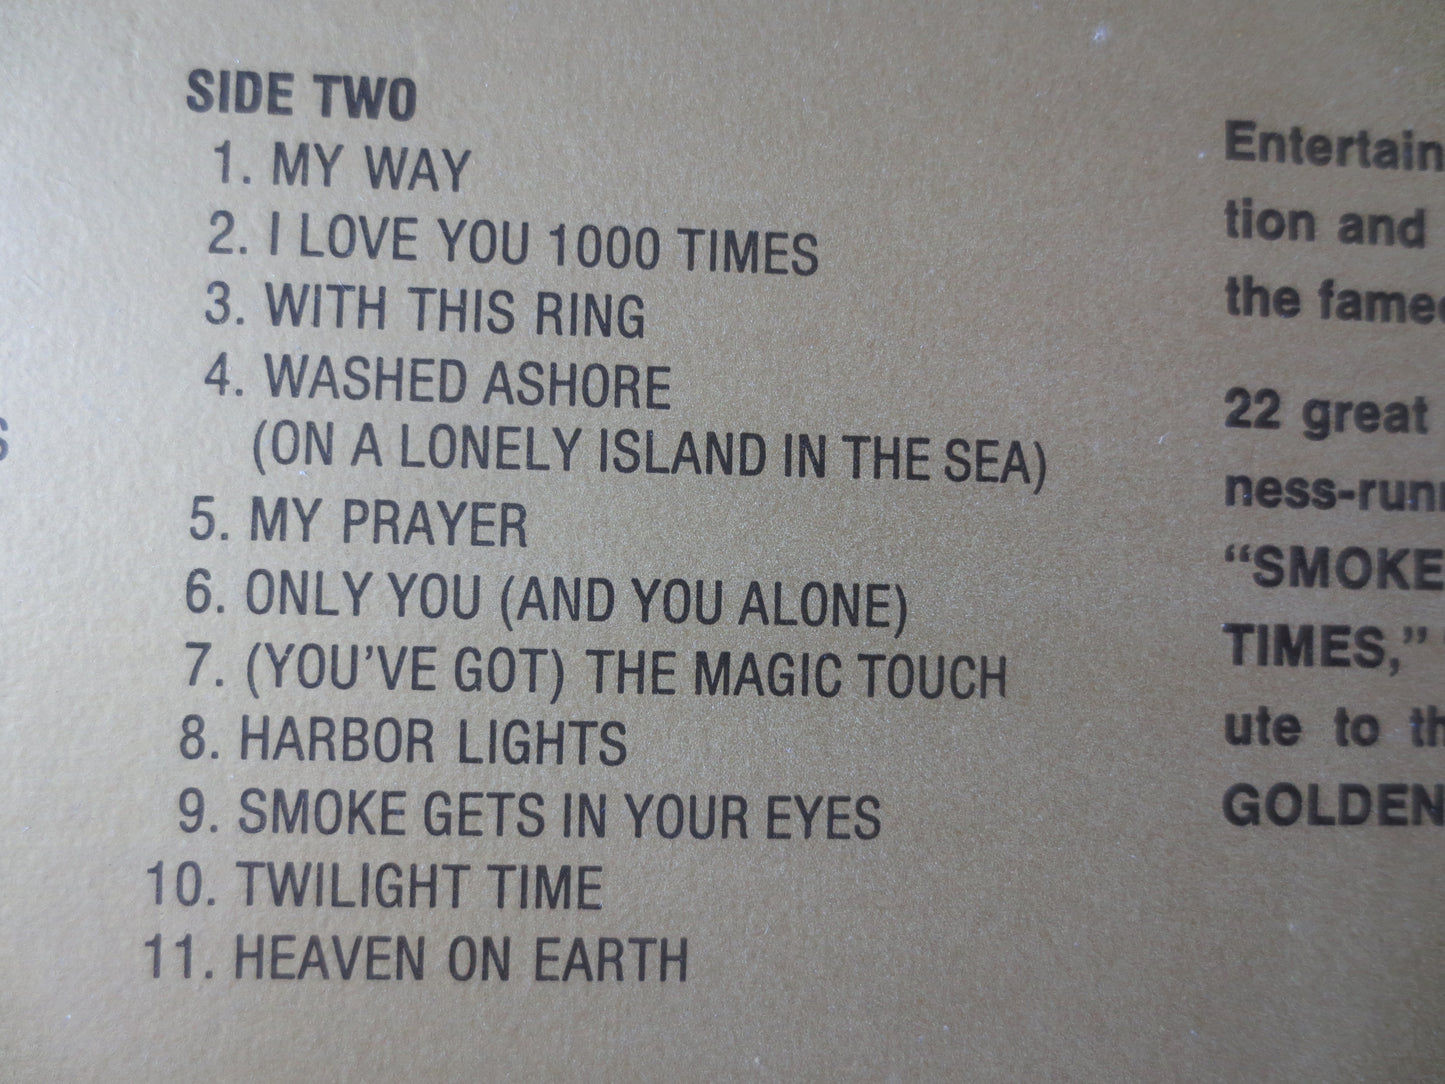 SIDE TWO
1. MY WAY
2. I LOVE YOU 1000 TIMES
3. WITH THIS RING
4. WASHED ASHORE
(ON A LONELY ISLAND IN THE SEA)
5. MY PRAYER
6. ONLY YOU (AND YOU ALONE)
7. (YOU'VE GOT) THE MAGIC TOUCH
8. HARBOR LIGHTS
9. SMOKE GETS IN YOUR EYES
10. TWILIGHT TIME
11. HEAVEN ON EARTH
Entertain
tion and
the fame
22 great
ness-run
“SMOKE
TIMES,”
ute to th
GOLDEN